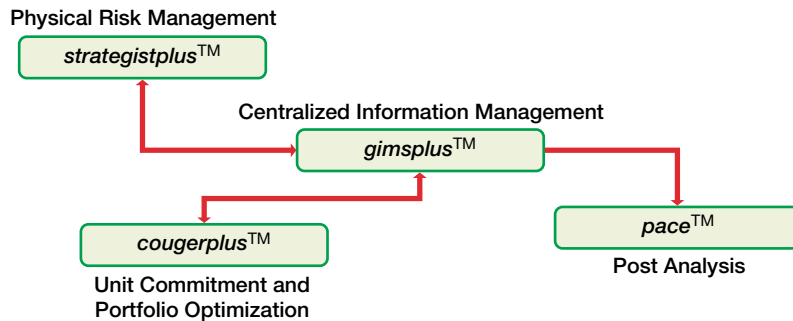 Physical Risk Management
strategistplus™
Centralized Information Management
gimsplus™
cougerplus™
pace™
Unit Commitment and
Portfolio Optimization
Post Analysis